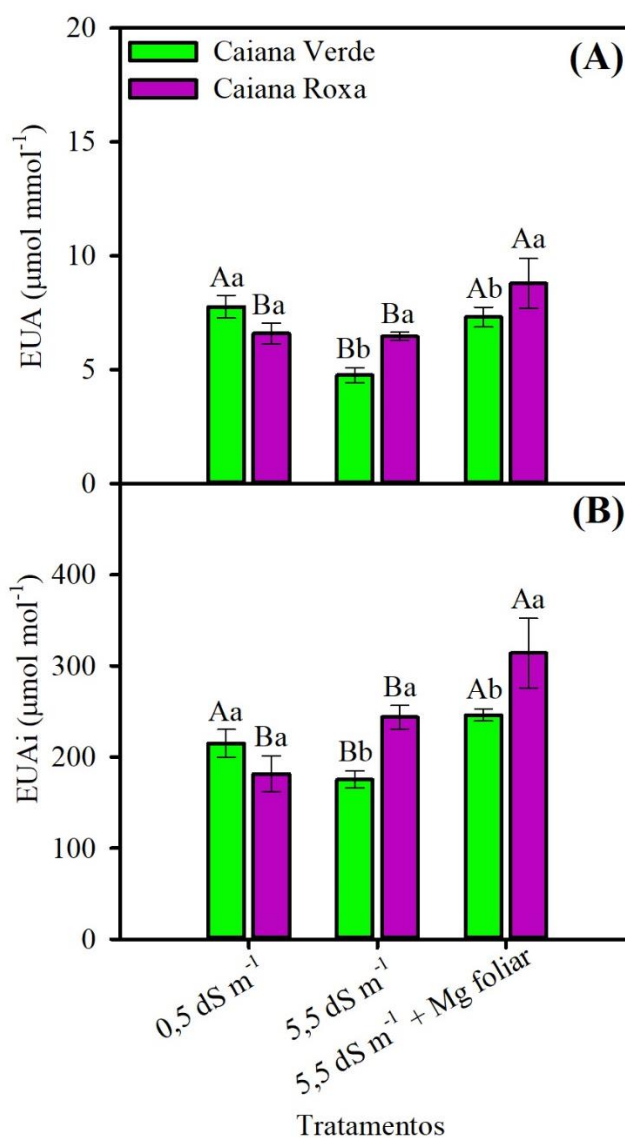 20
Caiana Verde
(A)
Caiana Roxa
15
EUA (µmol mmol⁻¹)
10
Aa Ba Bb Ba Ab Aa
5
0
(B)
EUAi (µmol mol⁻¹)
400
300
200
100
0
Aa Ba Bb Ba Ab Aa
0,5 dS m⁻¹
5,5 dS m⁻¹
5,5 dS m⁻¹ + Mg foliar
Tratamentos